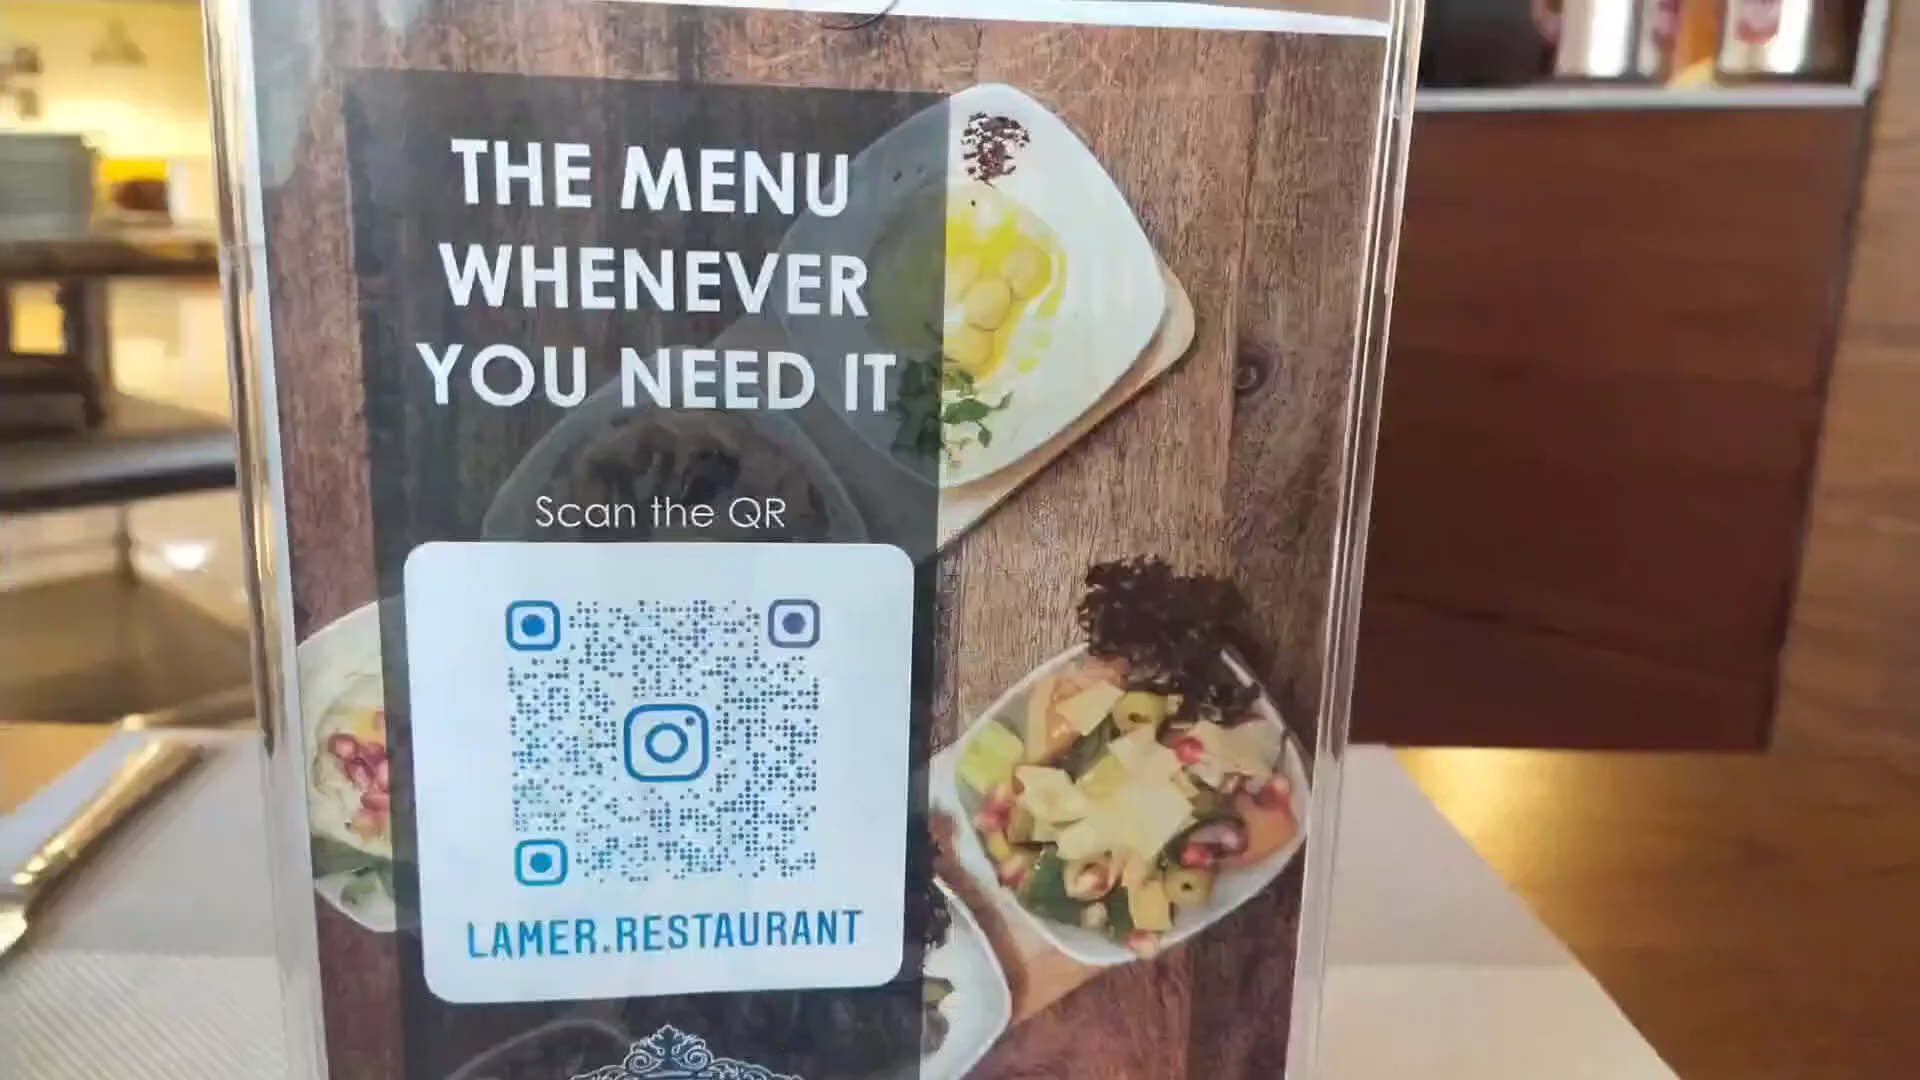 THE MENU
WHENEVER
YOU NEED IT
Scan the QR
LAMER.RESTAURANT